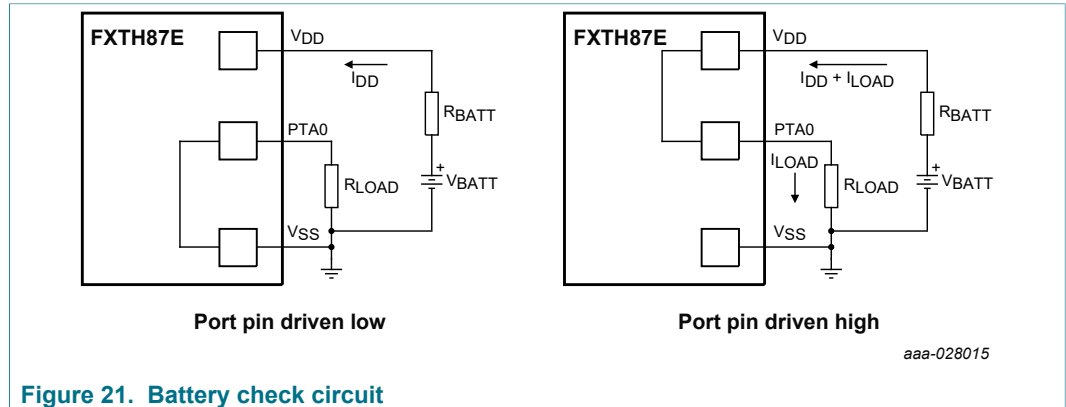 FXTH87E
VDD
IDD
RBATT
PTA0
RLOAD
+
VBATT
VSS
Port pin driven low
FXTH87E
VDD
IDD + ILOAD
RBATT
PTA0
ILOAD
RLOAD
+
VBATT
VSS
Port pin driven high
aaa-028015
Figure 21. Battery check circuit